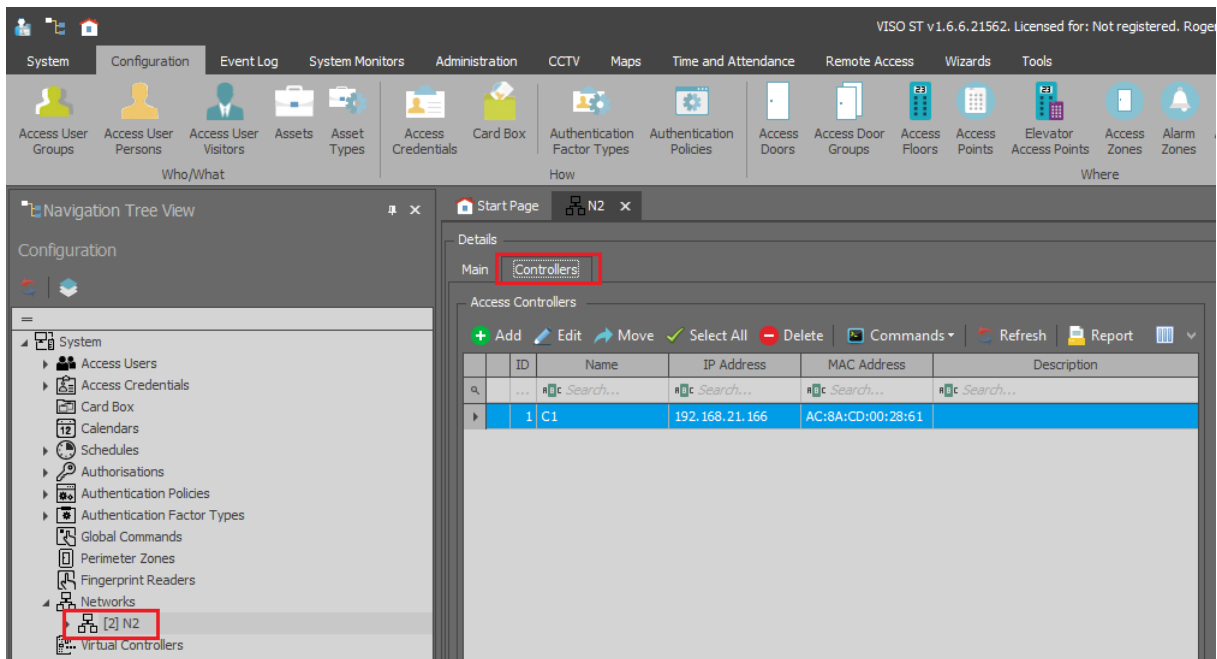 VISO ST v1.6.6.21562. Licensed for: Not registered. Roger
System Configuration Event Log System Monitors Administration CCTV Maps Time and Attendance Remote Access Wizards Tools
Access User Groups
Access User Persons
Access User Visitors
Assets
Asset Types
Access Credentials
Card Box
Authentication Factor Types
Authentication Policies
Access Doors
Access Door Groups
Access Floors
Access Points
Elevator Access Points
Access Zones
Alarm Zones
Who/What How Where
Navigation Tree View
Configuration
System
Access Users
Access Credentials
Card Box
Calendars
Schedules
Authorisations
Authentication Policies
Authentication Factor Types
Global Commands
Perimeter Zones
Fingerprint Readers
Networks
[2] N2
Virtual Controllers
Start Page N2
Details
Main Controllers
Access Controllers
Add Edit Move Select All Delete Commands Refresh Report
ID Name IP Address MAC Address Description
... Search... Search... Search... Search...
1 C1 192.168.21.166 AC:8A:CD:00:28:61